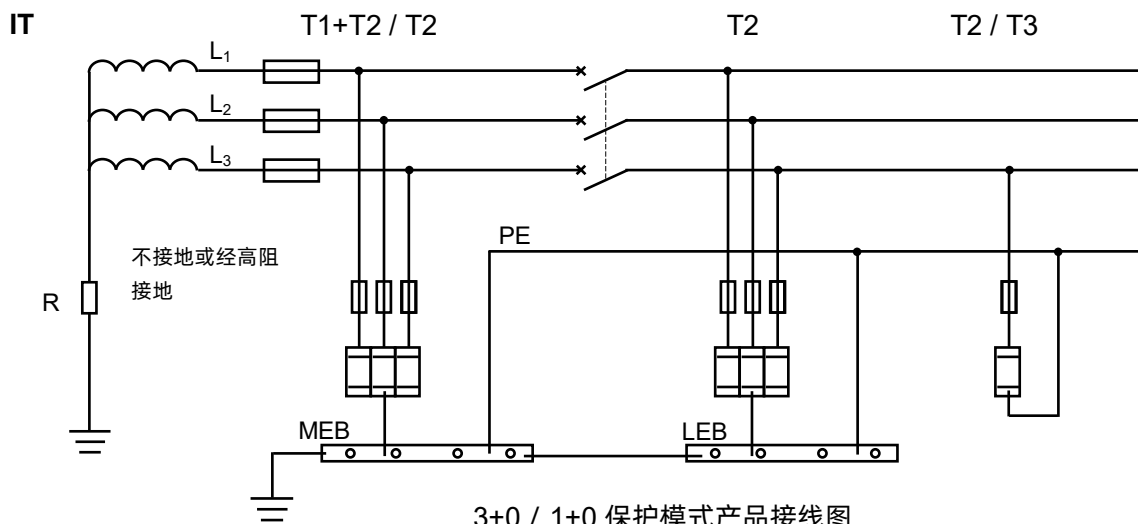 IT
T1+T2 / T2
T2
T2 / T3
L1
L2
L3
PE
不接地或经高阻
接地
R
MEB
LEB
3+0 / 1+0 保护模式产品接线图